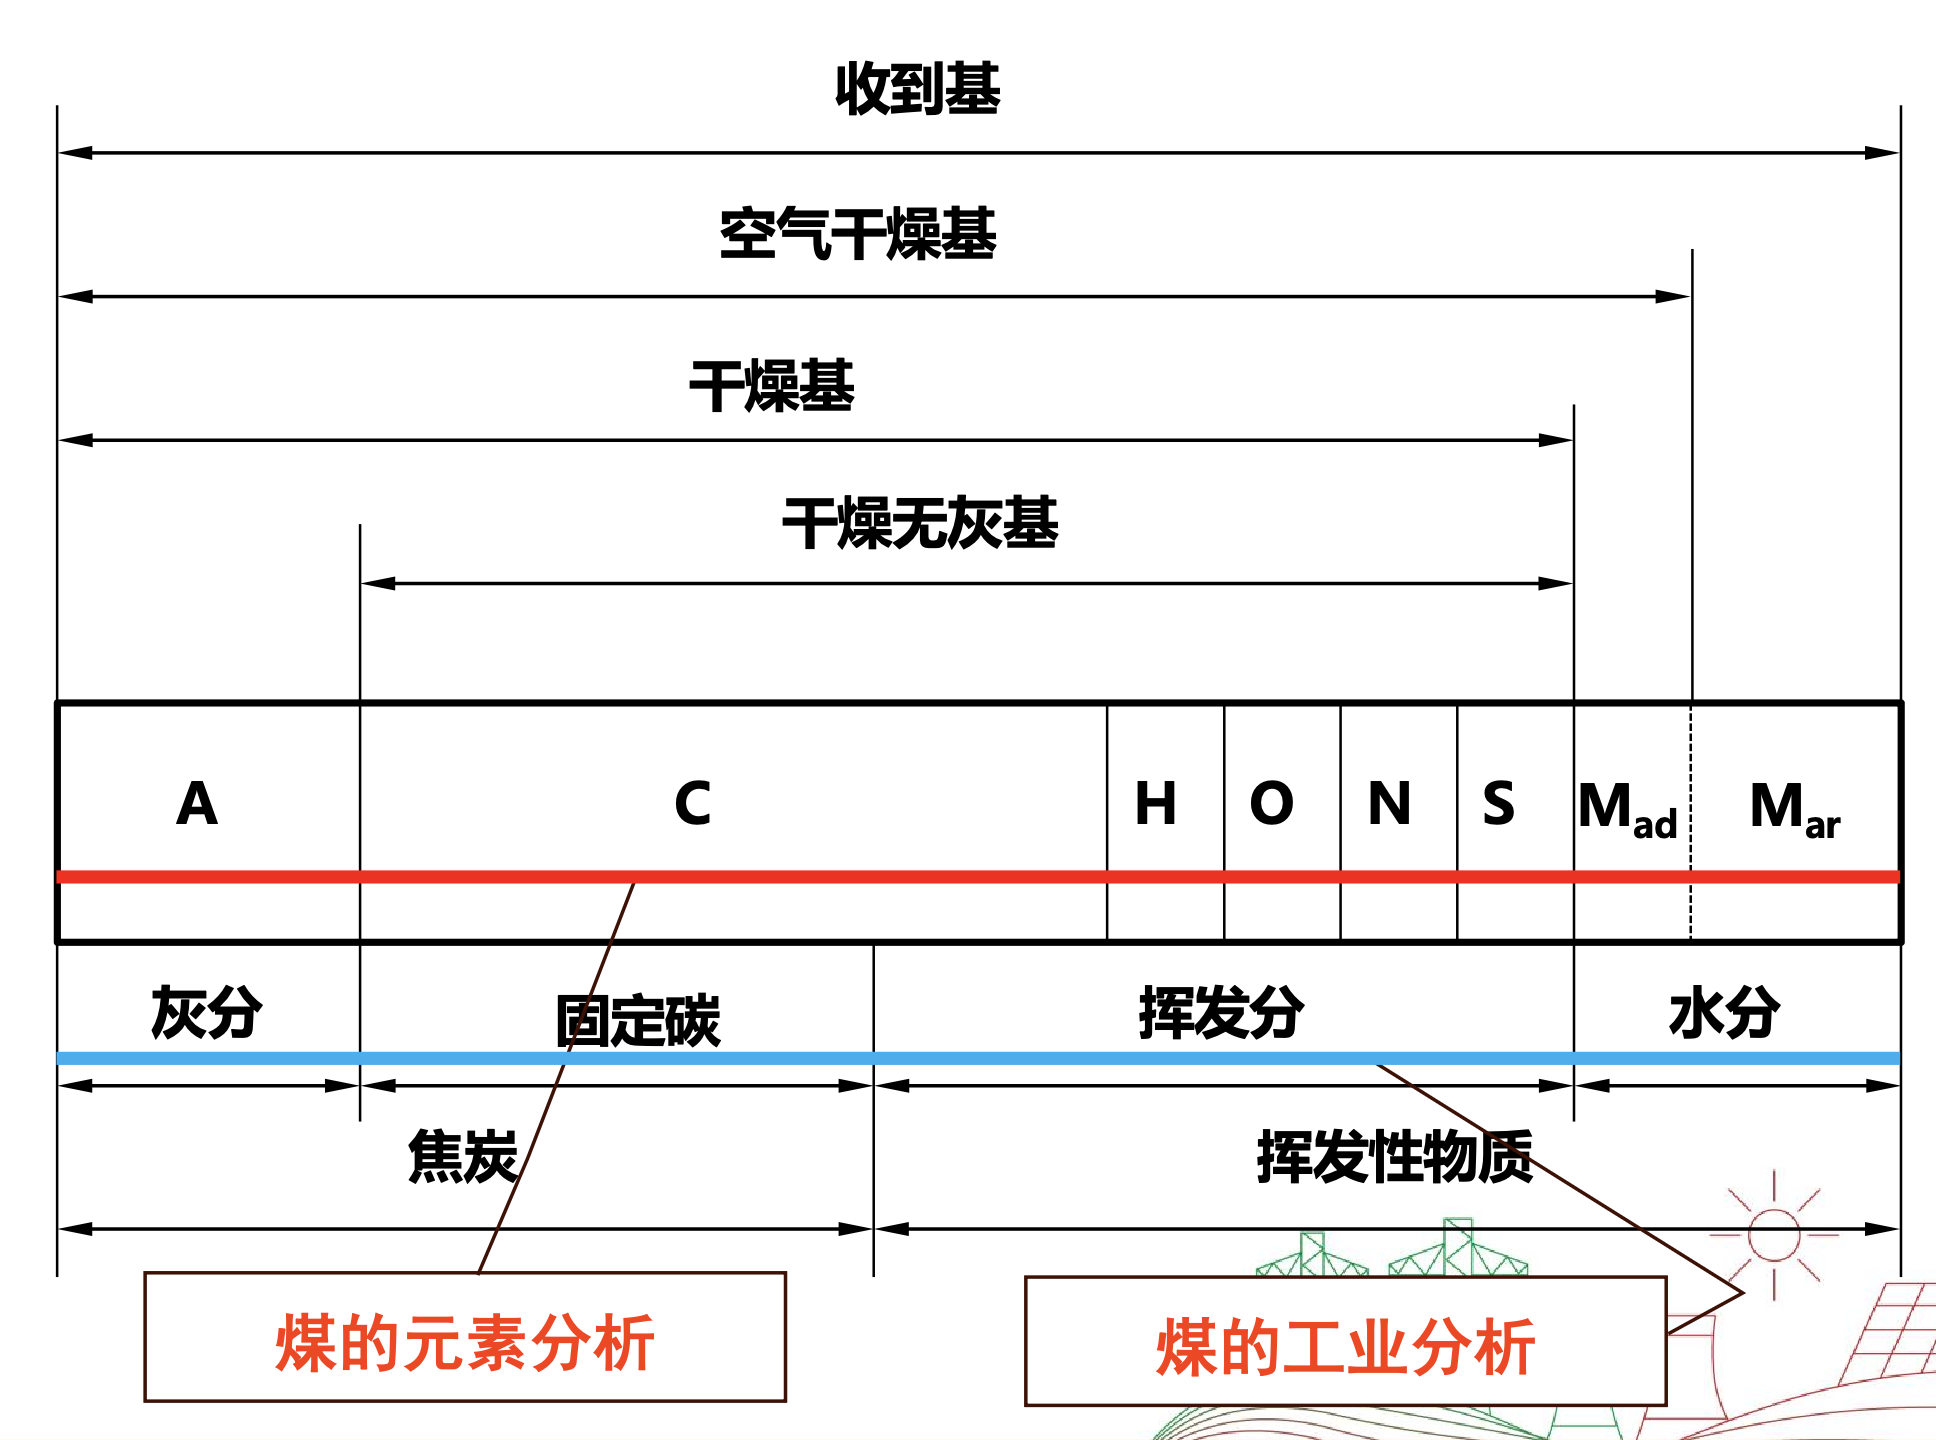 收到基
空气干燥基
干燥基
干燥无灰基
A C H O N S Mad Mar
灰分 固定碳 挥发分 水分
焦炭 挥发性物质
煤的元素分析 煤的工业分析